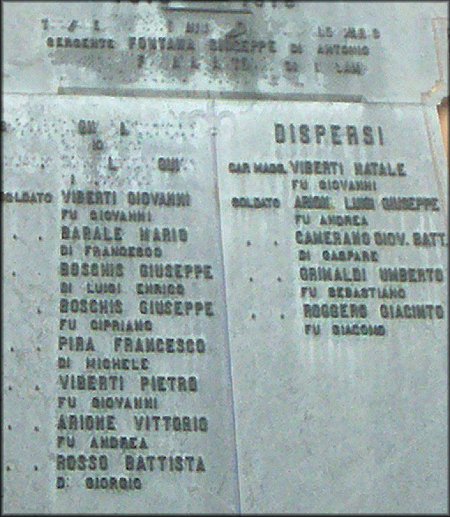 SERGENTE FONTANA GIUSEPPE DI ANTONIO
SOLDATO VIBERTI GIOVANNI
FU GIOVANNI
. . BARALE MARIO
DI FRANCESCO
. . BOSCHIS GIUSEPPE
DI LUIGI ENRICO
. . BOSCHIS GIUSEPPE
FU CIPRIANO
. . PIRA FRANCESCO
DI MICHELE
. . VIBERTI PIETRO
FU GIOVANNI
. . ARIONE VITTORIO
FU ANDREA
. . ROSSO BATTISTA
DI GIORGIO
DISPERSI
CAP. MAGG. VIBERTI NATALE
FU GIOVANNI
SOLDATO LUIGI GIUSEPPE
FU ANDREA
. . CAMERANO GIOV. BATT.
DI GASPARE
. . GRIMALDI UMBERTO
FU SEBASTIANO
. . ROGGERO GIACINTO
FU GIACOMO